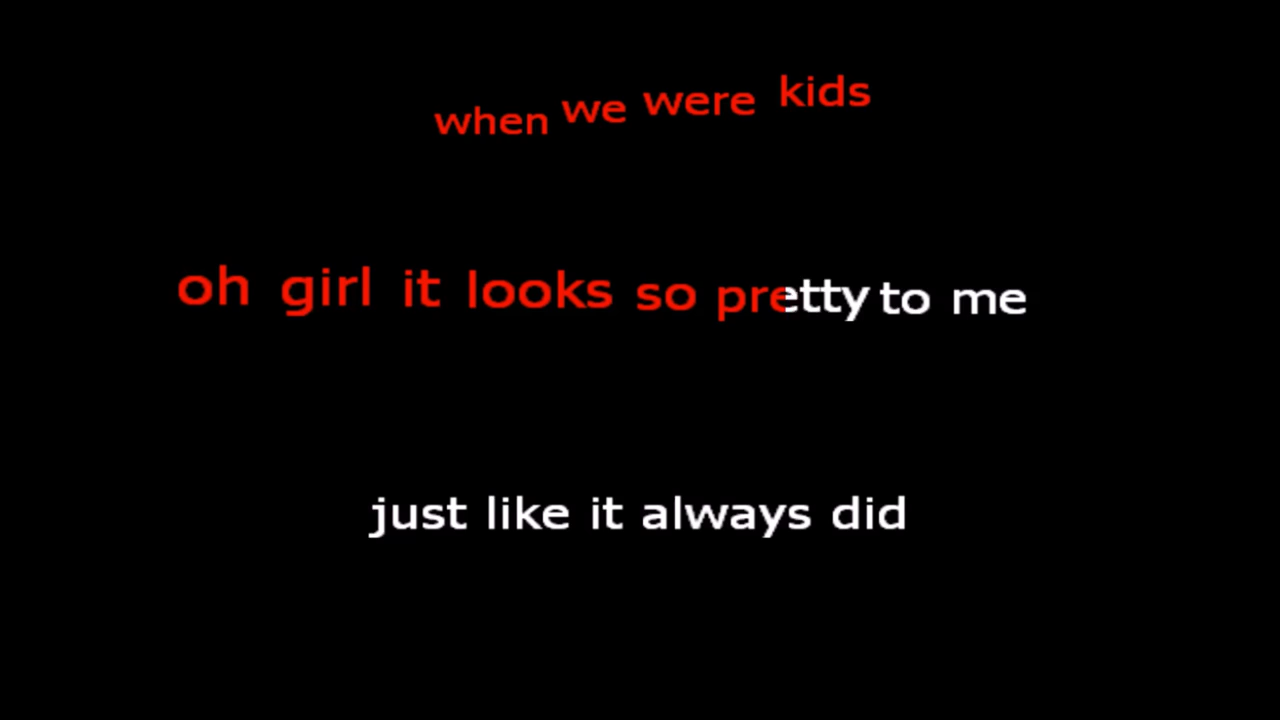 when we were kids
oh girl it looks so pretty to me
just like it always did